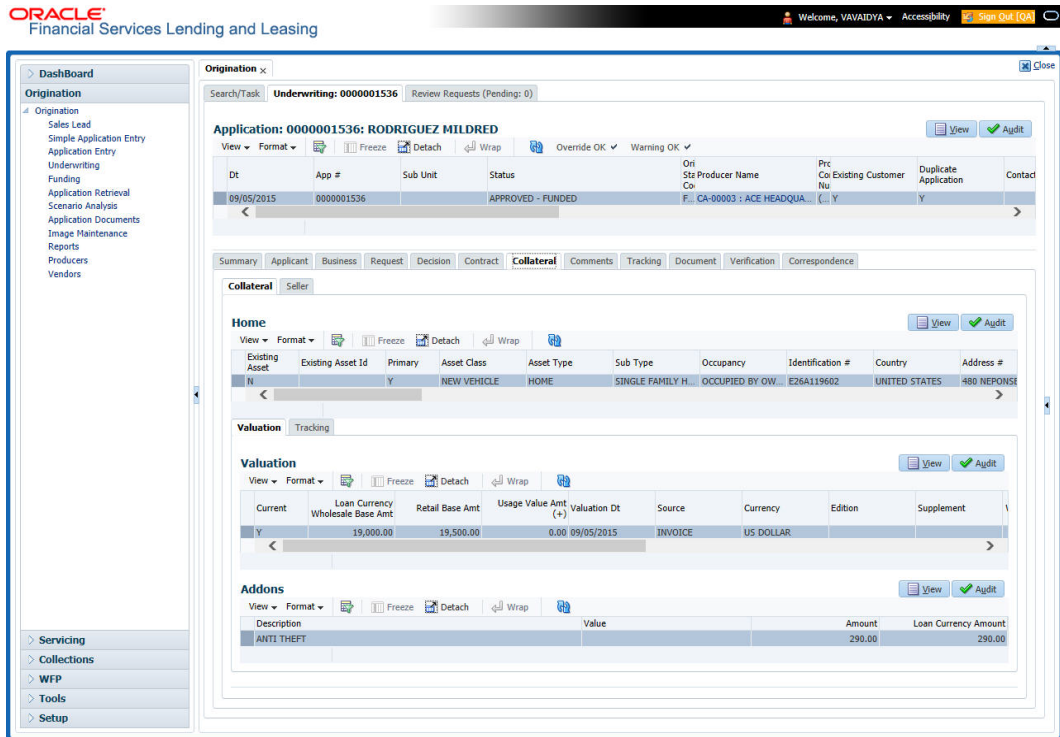 ORACLE®
Financial Services Lending and Leasing
Welcome, VAVAIDYA Accessibility Sign Out [QA]
Close
DashBoard
Origination
Origination
Sales Lead
Simple Application Entry
Application Entry
Underwriting
Funding
Application Retrieval
Scenario Analysis
Application Documents
Image Maintenance
Reports
Producers
Vendors
Servicing
Collections
WFP
Tools
Setup
Origination
Search/Task Underwriting: 0000001536 Review Requests (Pending: 0)
Application: 0000001536: RODRIGUEZ MILDRED
View Audit
View Format Freeze Detach Wrap Override OK Warning OK
Dt App # Sub Unit Status Ori Sta Co Producer Name Prc Co Nu Existing Customer Duplicate Application Contact
09/05/2015 0000001536 APPROVED - FUNDED F... CA-00003 : ACE HEADQUA... (... Y Y
Summary Applicant Business Request Decision Contract Collateral Comments Tracking Document Verification Correspondence
Collateral Seller
Home
View Audit
View Format Freeze Detach Wrap
Existing Asset Existing Asset Id Primary Asset Class Asset Type Sub Type Occupancy Identification # Country Address #
N Y NEW VEHICLE HOME SINGLE FAMILY H... OCCUPIED BY OW... E26A119602 UNITED STATES 480 NEPONSE
Valuation Tracking
Valuation
View Audit
View Format Freeze Detach Wrap
Current Loan Currency Wholesale Base Amt Retail Base Amt Usage Value Amt (+) Valuation Dt Source Currency Edition Supplement
Y 19,000.00 19,500.00 0.00 09/05/2015 INVOICE US DOLLAR
Addons
View Audit
View Format Freeze Detach Wrap
Description Value Amount Loan Currency Amount
ANTI THEFT 290.00 290.00